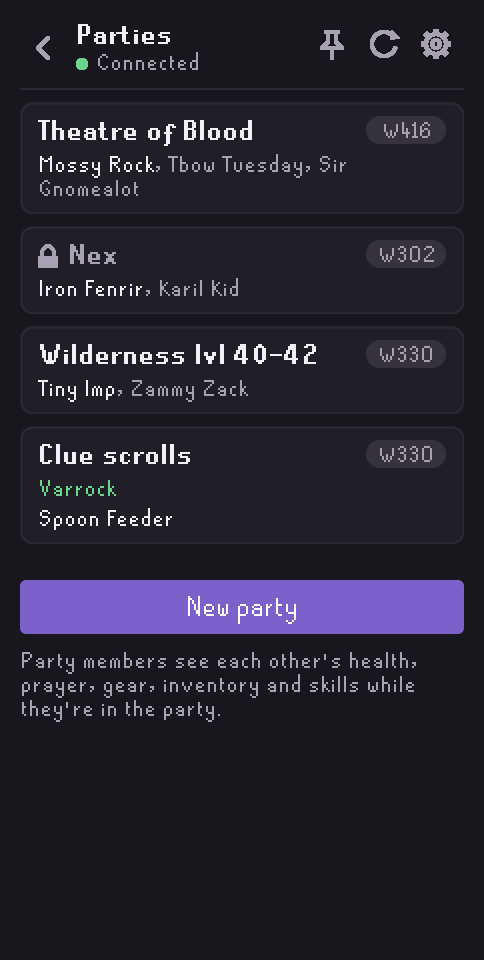 Parties
Connected
Theatre of Blood
W416
Mossy Rock, Tbow Tuesday, Sir
Gnomealot
Nex
W302
Iron Fenrir, Karil Kid
Wilderness lvl 40-42
W330
Tiny Imp, Zammy Zack
Clue scrolls
W330
Varrock
Spoon Feeder
New party
Party members see each other's health,
prayer, gear, inventory and skills while
they're in the party.